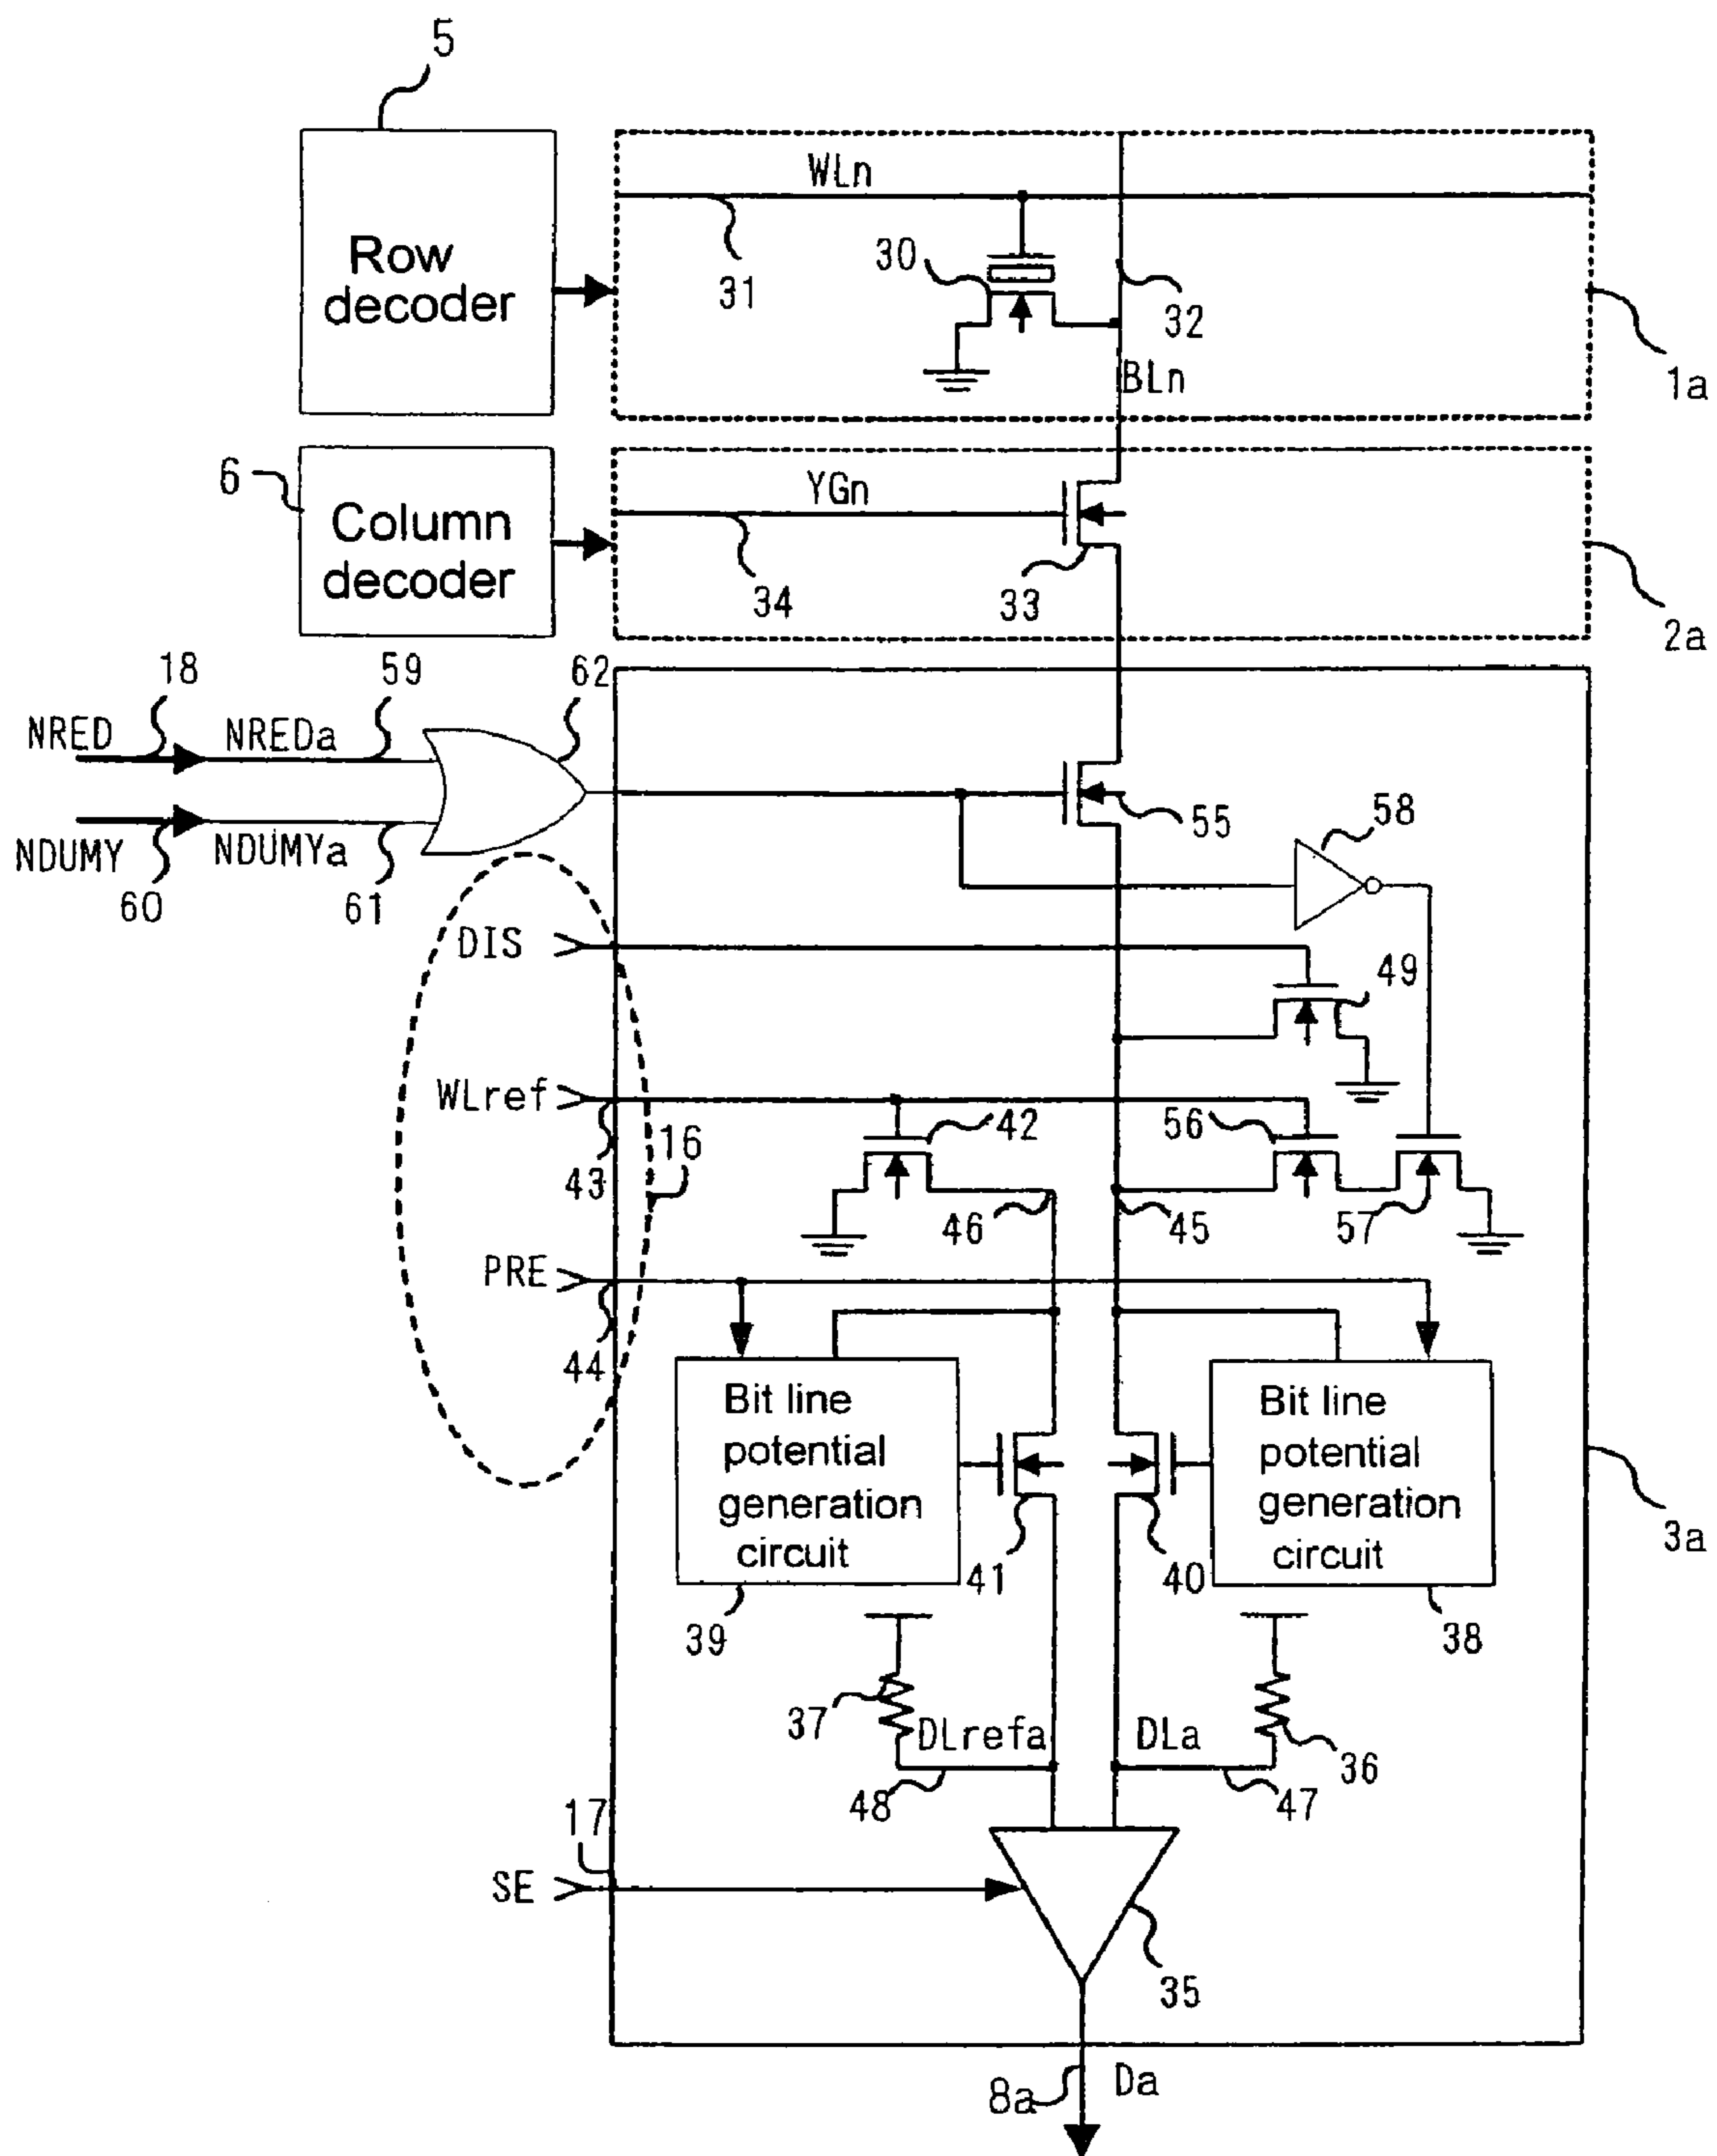 5
WLn
30
Row
decoder
31
32
BLn
1a
6
YGn
Column
decoder
34
33
2a
18
59
62
NRED
NREDa
55
58
NDUMY
NDUMYa
60
61
DIS
49
WLref
42
56
43
16
46
45
57
PRE
44
Bit line
potential
generation
circuit
Bit line
potential
generation
circuit
41
40
3a
39
38
37
DLrefa
DLa
36
48
47
17
SE
35
8a
Da